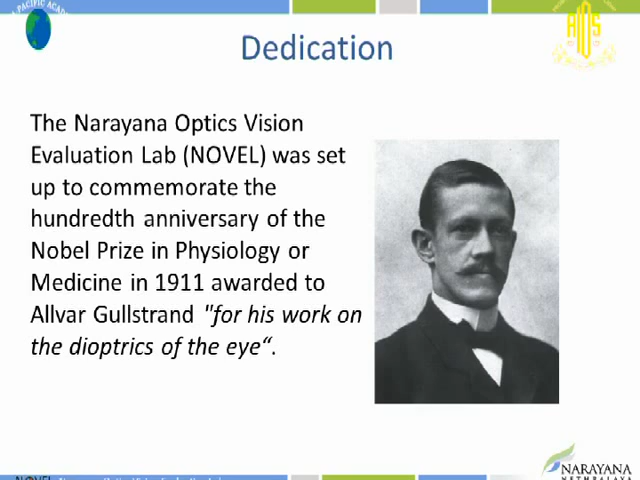 Dedication
The Narayana Optics Vision
Evaluation Lab (NOVEL) was set
up to commemorate the
hundredth anniversary of the
Nobel Prize in Physiology or
Medicine in 1911 awarded to
Allvar Gullstrand "for his work on
the dioptrics of the eye“.
NARAYANA
NETHRALAYA